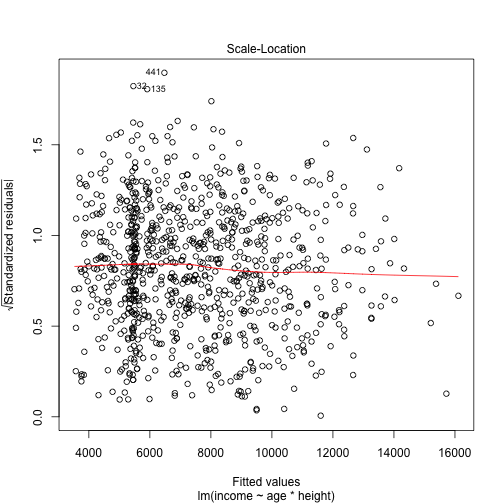 Scale-Location
√|Standardized residuals|
1.5
1.0
0.5
0.0
441
32
135
4000 6000 8000 10000 12000 14000 16000
Fitted values
lm(income ~ age * height)